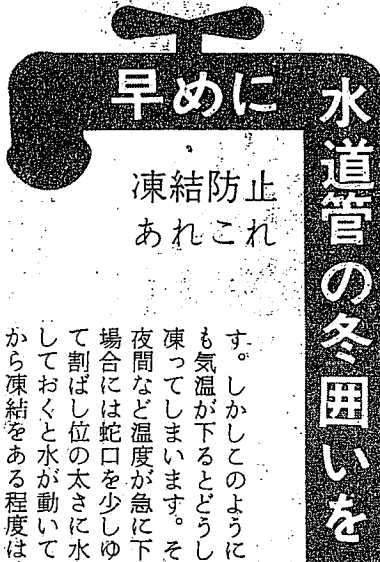 水道管の冬囲いを
早めに
凍結防止
あれこれ
す。しかしこのように
も気温が下るとどうし
凍ってしまいます。そ
夜間など温度が急に下
場合には蛇口を少しゆ
て割ばし位の太さに水
しておくと水が動いて
から凍結をある程度は